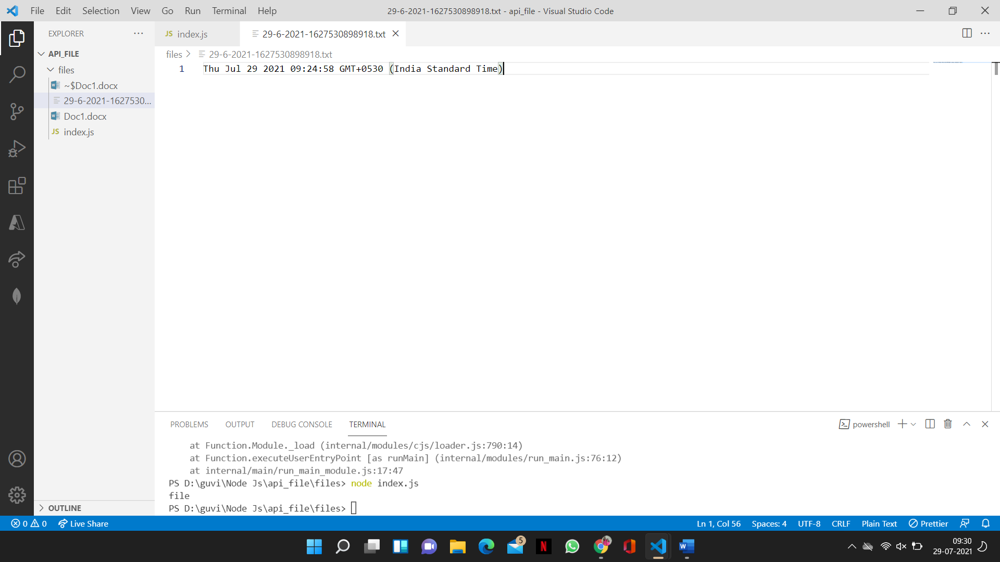 File Edit Selection View Go Run Terminal Help
29-6-2021-1627530898918.txt - api_file - Visual Studio Code
EXPLORER
JS index.js
29-6-2021-1627530898918.txt
API_FILE
files
29-6-2021-1627530898918.txt
files
~$Doc1.docx
29-6-2021-1627530...
Doc1.docx
JS index.js
1 Thu Jul 29 2021 09:24:58 GMT+0530 (India Standard Time)
PROBLEMS OUTPUT DEBUG CONSOLE TERMINAL
powershell
at Function.Module._load (internal/modules/cjs/loader.js:790:14)
at Function.executeUserEntryPoint [as runMain] (internal/modules/run_main.js:76:12)
at internal/main/run_main_module.js:17:47
PS D:\guvi\Node Js\api_file\files> node index.js
file
PS D:\guvi\Node Js\api_file\files>
OUTLINE
0 0 Live Share
Ln 1, Col 56 Spaces: 4 UTF-8 CRLF Plain Text Prettier
5
N
W
09:30
29-07-2021